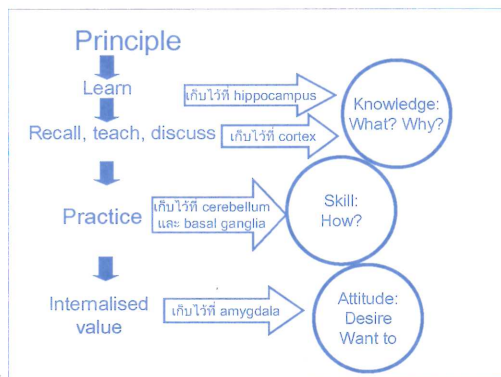 Principle
Learn
เก็บไว้ที่ hippocampus
Knowledge:
What? Why?
Recall, teach, discuss
เก็บไว้ที่ cortex
Practice
เก็บไว้ที่ cerebellum
และ basal ganglia
Skill:
How?
Internalised
value
เก็บไว้ที่ amygdala
Attitude:
Desire
Want to